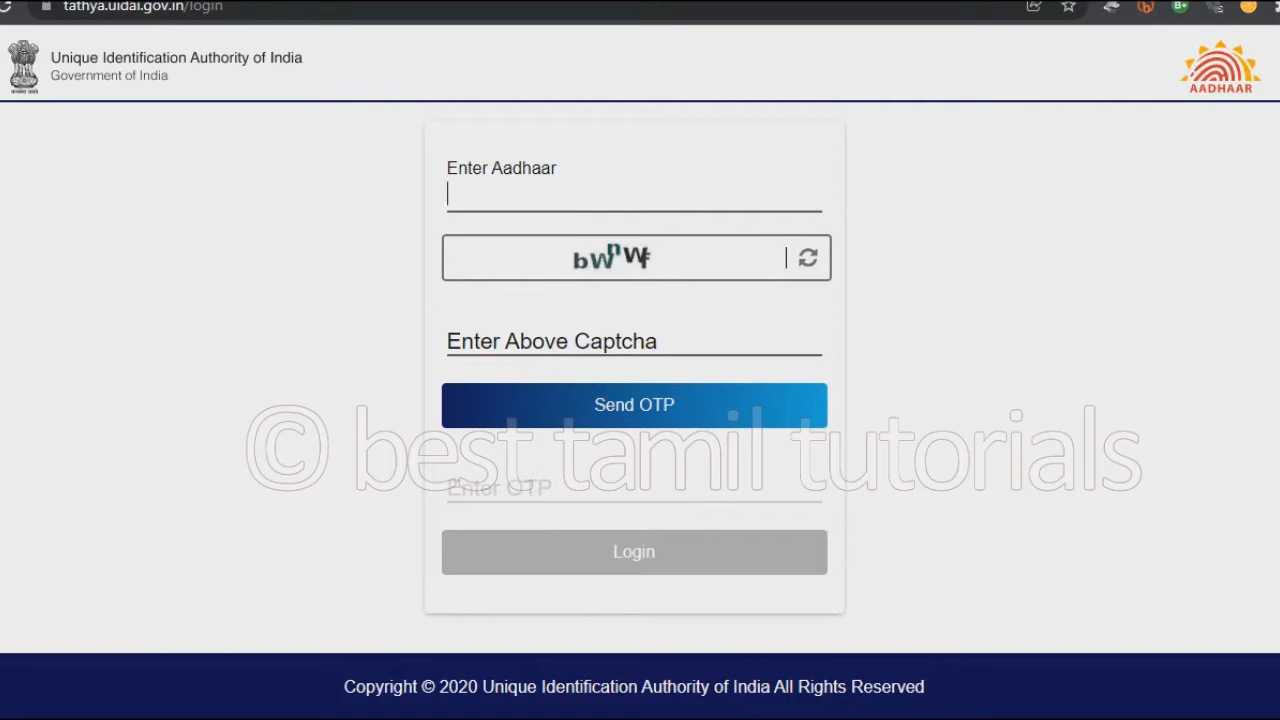 tathya.uidai.gov.in/login
Unique Identification Authority of India
Government of India
AADHAAR
Enter Aadhaar
bWnWf
Enter Above Captcha
Send OTP
© best tamil tutorials
Enter OTP
Login
Copyright © 2020 Unique Identification Authority of India All Rights Reserved